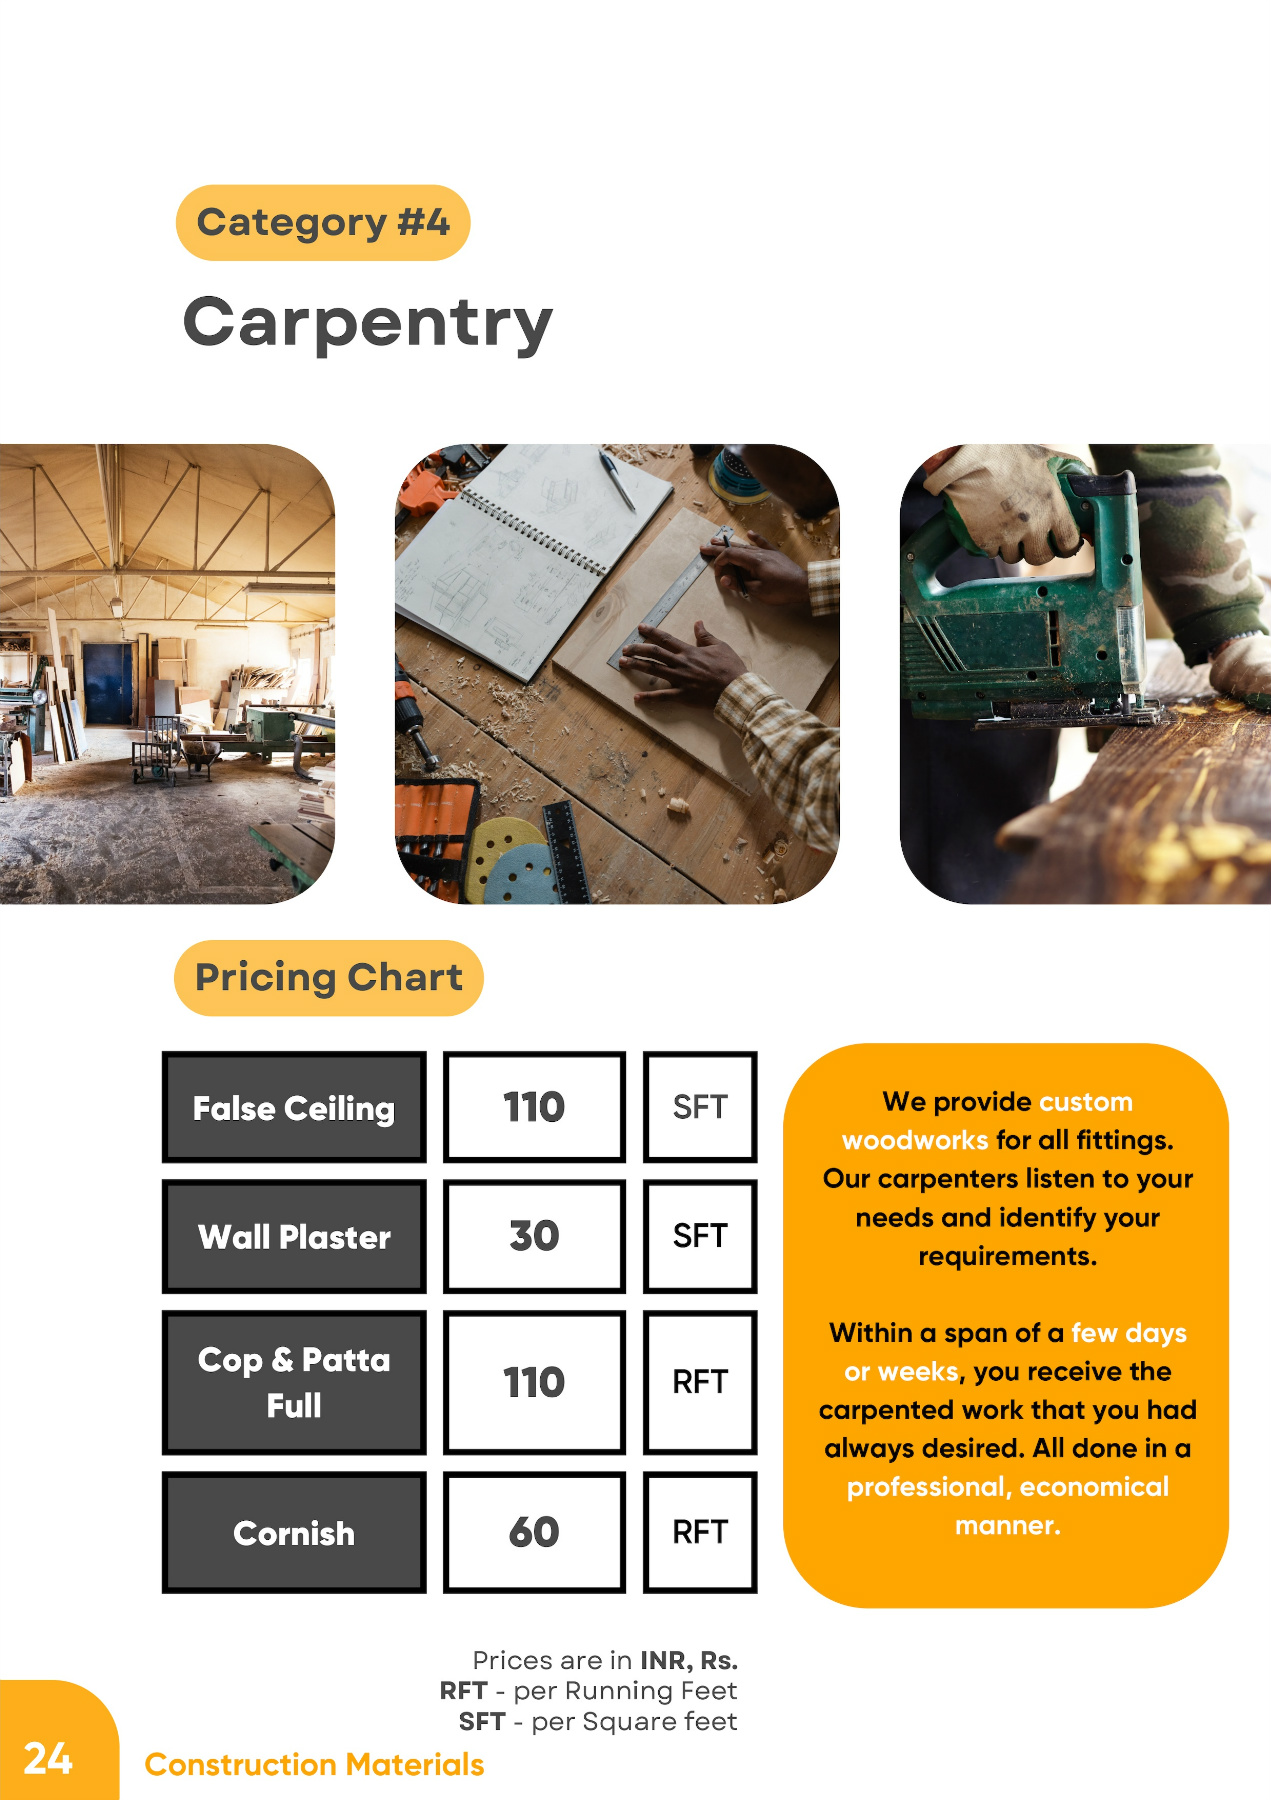 Category #4
Carpentry
Pricing Chart
False Ceiling 110 SFT
Wall Plaster 30 SFT
Cop & Patta
Full 110 RFT
Cornish 60 RFT
We provide custom
woodworks for all fittings.
Our carpenters listen to your
needs and identify your
requirements.
Within a span of a few days
or weeks, you receive the
carpented work that you had
always desired. All done in a
professional, economical
manner.
Prices are in INR, Rs.
RFT - per Running Feet
SFT - per Square feet
24
Construction Materials